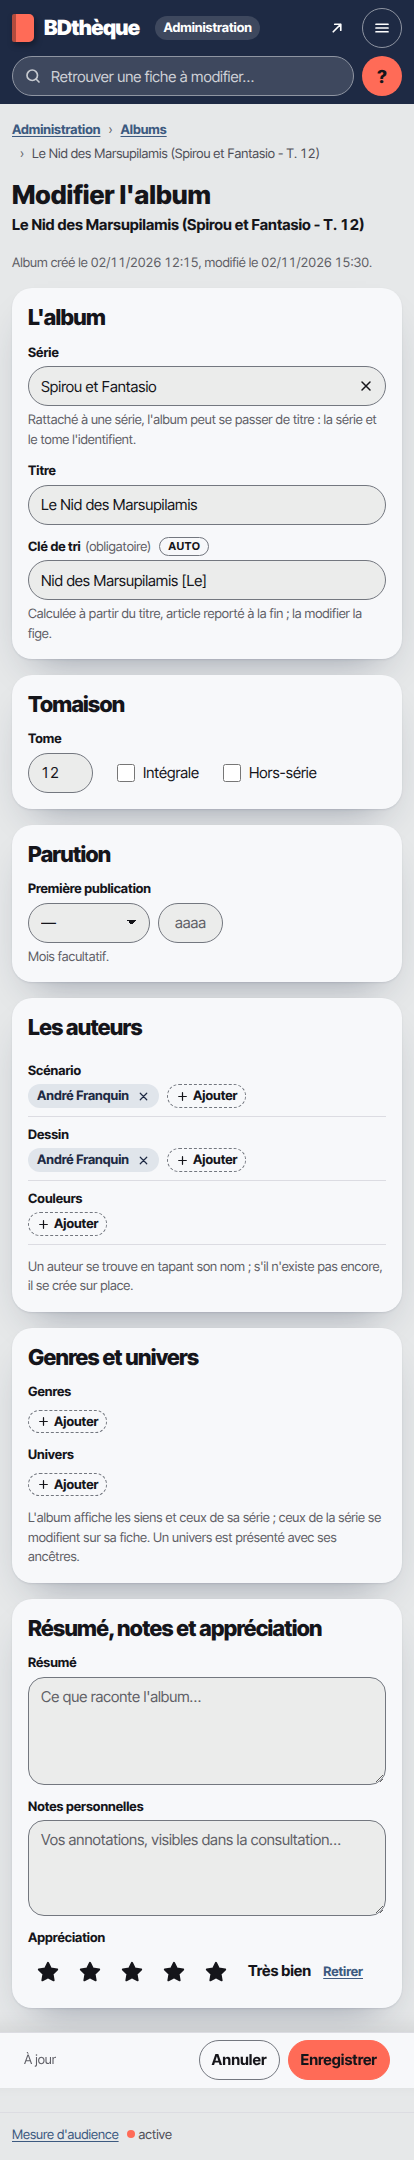 BDthèque Administration
Retrouver une fiche à modifier... ?
Administration › Albums
› Le Nid des Marsupilamis (Spirou et Fantasio - T. 12)
Modifier l'album
Le Nid des Marsupilamis (Spirou et Fantasio - T. 12)
Album créé le 02/11/2026 12:15, modifié le 02/11/2026 15:30.
L'album
Série
Spirou et Fantasio
Rattaché à une série, l'album peut se passer de titre : la série et
le tome l'identifient.
Titre
Le Nid des Marsupilamis
Clé de tri (obligatoire) AUTO
Nid des Marsupilamis [Le]
Calculée à partir du titre, article reporté à la fin ; la modifier la
fige.
Tomaison
Tome
12 Intégrale Hors-série
Parution
Première publication
— aaaa
Mois facultatif.
Les auteurs
Scénario
André Franquin × + Ajouter
Dessin
André Franquin × + Ajouter
Couleurs
+ Ajouter
Un auteur se trouve en tapant son nom ; s'il n'existe pas encore,
il se crée sur place.
Genres et univers
Genres
+ Ajouter
Univers
+ Ajouter
L'album affiche les siens et ceux de sa série ; ceux de la série se
modifient sur sa fiche. Un univers est présenté avec ses
ancêtres.
Résumé, notes et appréciation
Résumé
Ce que raconte l'album...
Notes personnelles
Vos annotations, visibles dans la consultation...
Appréciation
Très bien Retirer
À jour Annuler Enregistrer
Mesure d'audience active